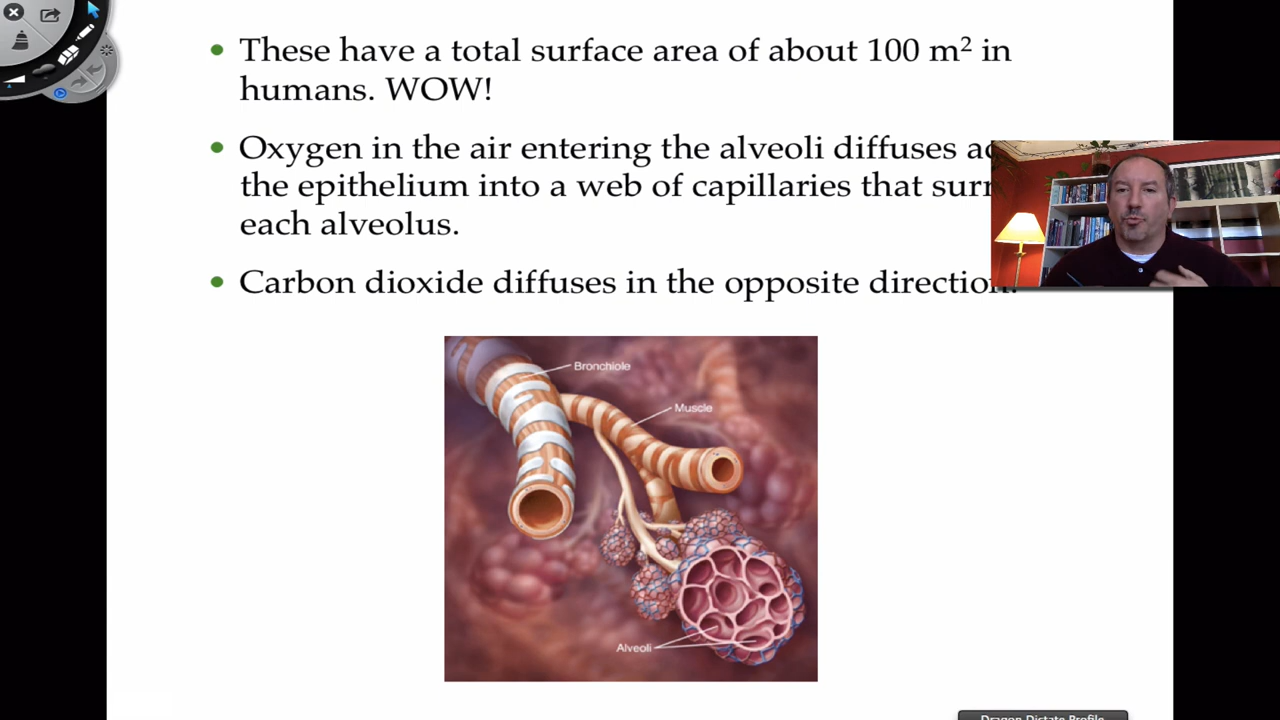 These have a total surface area of about 100 m² in
humans. WOW!
Oxygen in the air entering the alveoli diffuses
the epithelium into a web of capillaries that
each alveolus.
Carbon dioxide diffuses in the opposite direction.
Bronchiole
Muscle
Alveoli
Dragon Dictate Profile